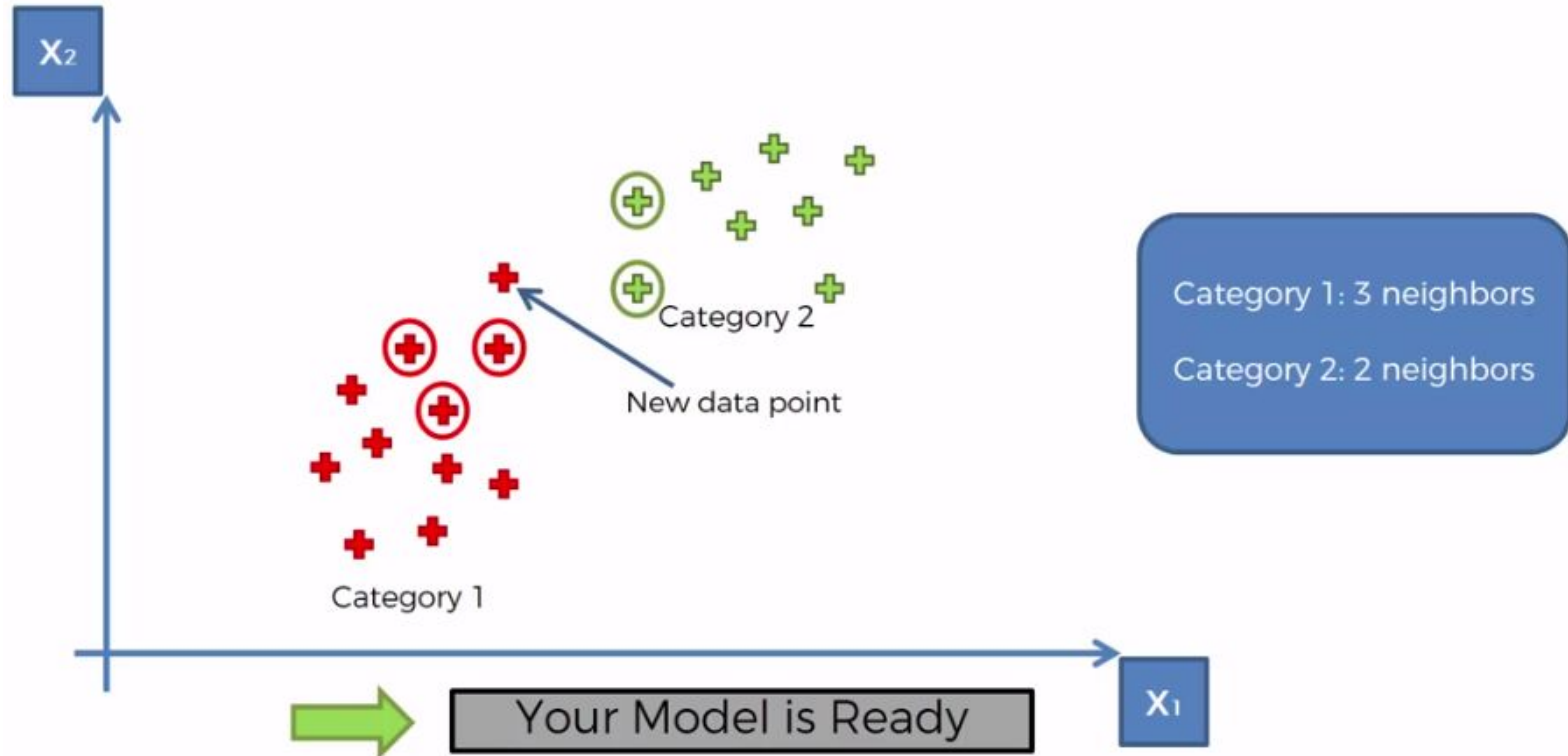 X2
Category 2
New data point
Category 1: 3 neighbors
Category 2: 2 neighbors
Category 1
X1
Your Model is Ready